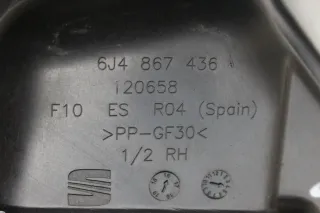 6J4 867 436
120658
F10 ES R04 (Spain)
>PP-GF30<
1/2 RH